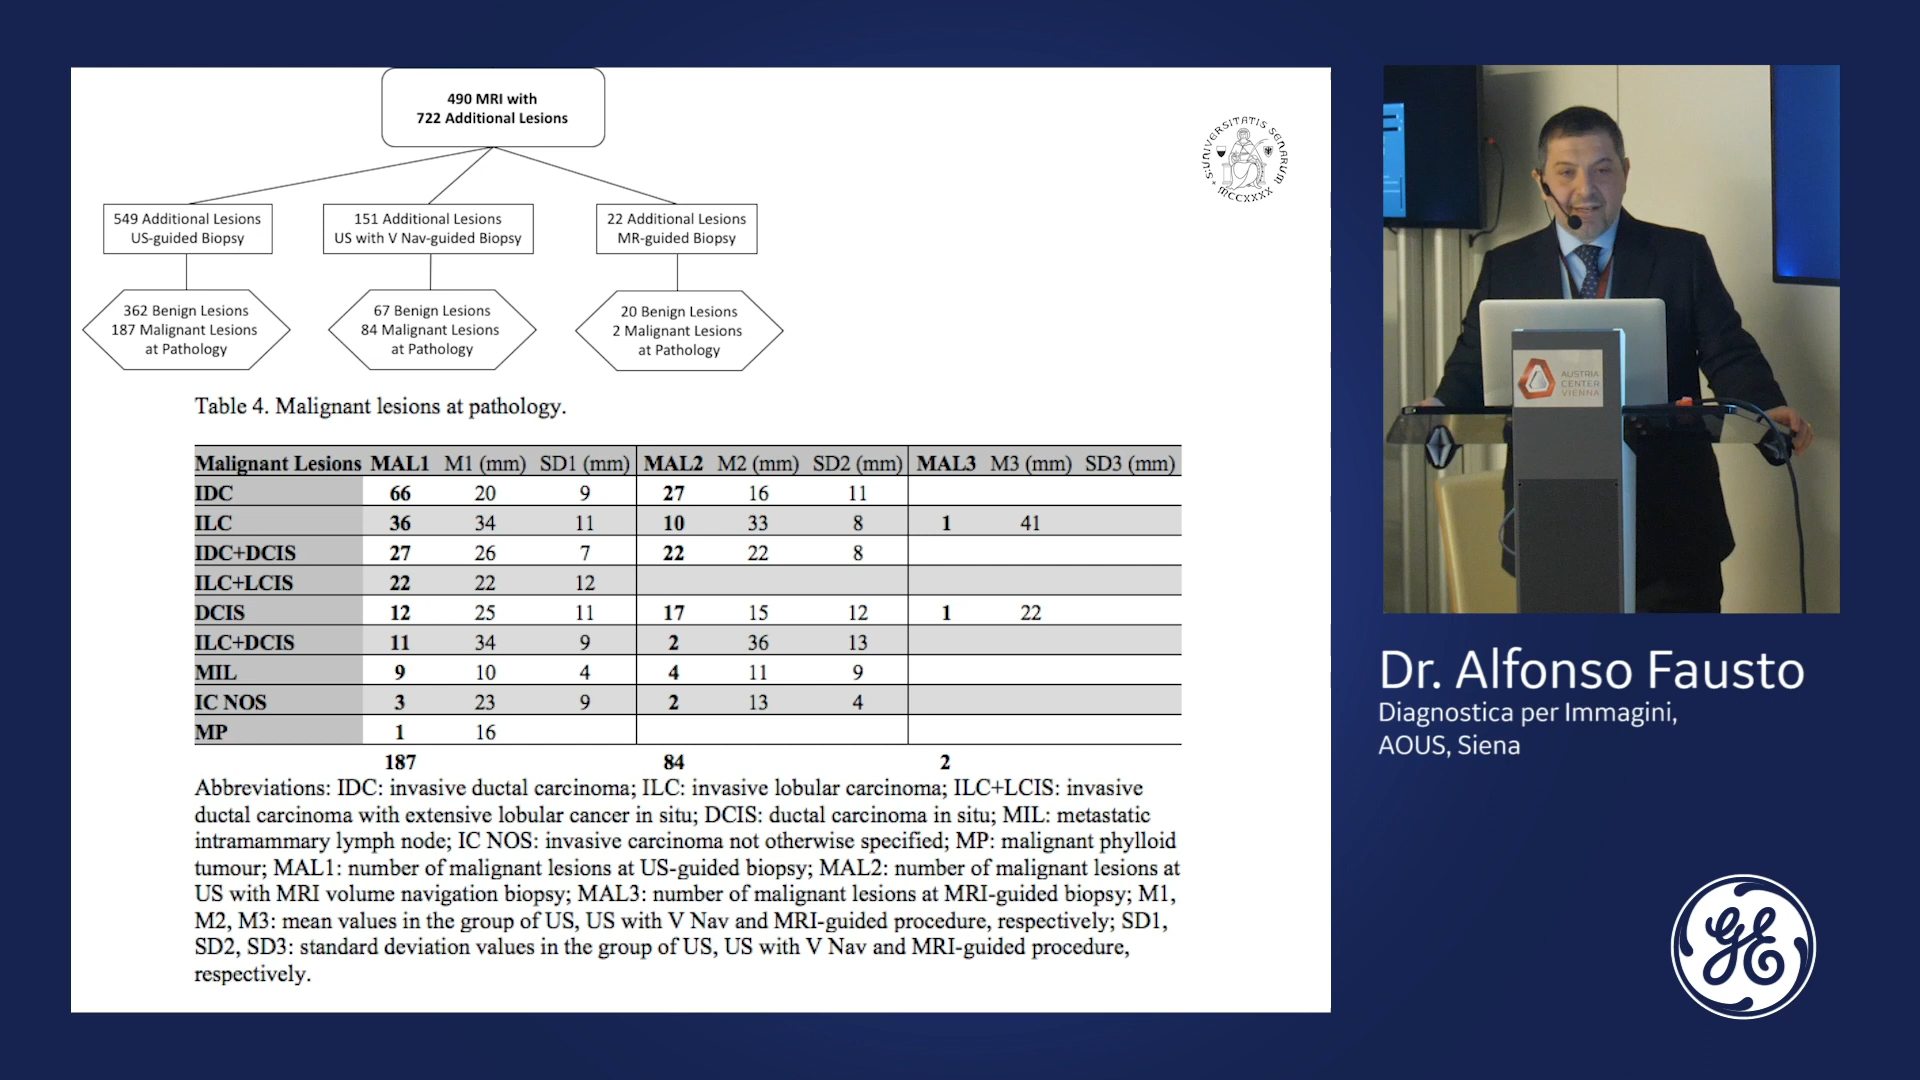 490 MRI with
722 Additional Lesions
549 Additional Lesions
US-guided Biopsy
151 Additional Lesions
US with V Nav-guided Biopsy
22 Additional Lesions
MR-guided Biopsy
362 Benign Lesions
187 Malignant Lesions
at Pathology
67 Benign Lesions
84 Malignant Lesions
at Pathology
20 Benign Lesions
2 Malignant Lesions
at Pathology
S:UNIVERSITATIS SENARUM
MCCXXXX
Table 4. Malignant lesions at pathology.
Malignant Lesions MAL1 M1 (mm) SD1 (mm) MAL2 M2 (mm) SD2 (mm) MAL3 M3 (mm) SD3 (mm)
IDC 66 20 9 27 16 11
ILC 36 34 11 10 33 8 1 41
IDC+DCIS 27 26 7 22 22 8
ILC+LCIS 22 22 12
DCIS 12 25 11 17 15 12 1 22
ILC+DCIS 11 34 9 2 36 13
MIL 9 10 4 4 11 9
IC NOS 3 23 9 2 13 4
MP 1 16
187 84 2
Abbreviations: IDC: invasive ductal carcinoma; ILC: invasive lobular carcinoma; ILC+LCIS: invasive
ductal carcinoma with extensive lobular cancer in situ; DCIS: ductal carcinoma in situ; MIL: metastatic
intramammary lymph node; IC NOS: invasive carcinoma not otherwise specified; MP: malignant phylloid
tumour; MAL1: number of malignant lesions at US-guided biopsy; MAL2: number of malignant lesions at
US with MRI volume navigation biopsy; MAL3: number of malignant lesions at MRI-guided biopsy; M1,
M2, M3: mean values in the group of US, US with V Nav and MRI-guided procedure, respectively; SD1,
SD2, SD3: standard deviation values in the group of US, US with V Nav and MRI-guided procedure,
respectively.
AUSTRIA
CENTER
VIENNA
Dr. Alfonso Fausto
Diagnostica per Immagini,
AOUS, Siena
GE